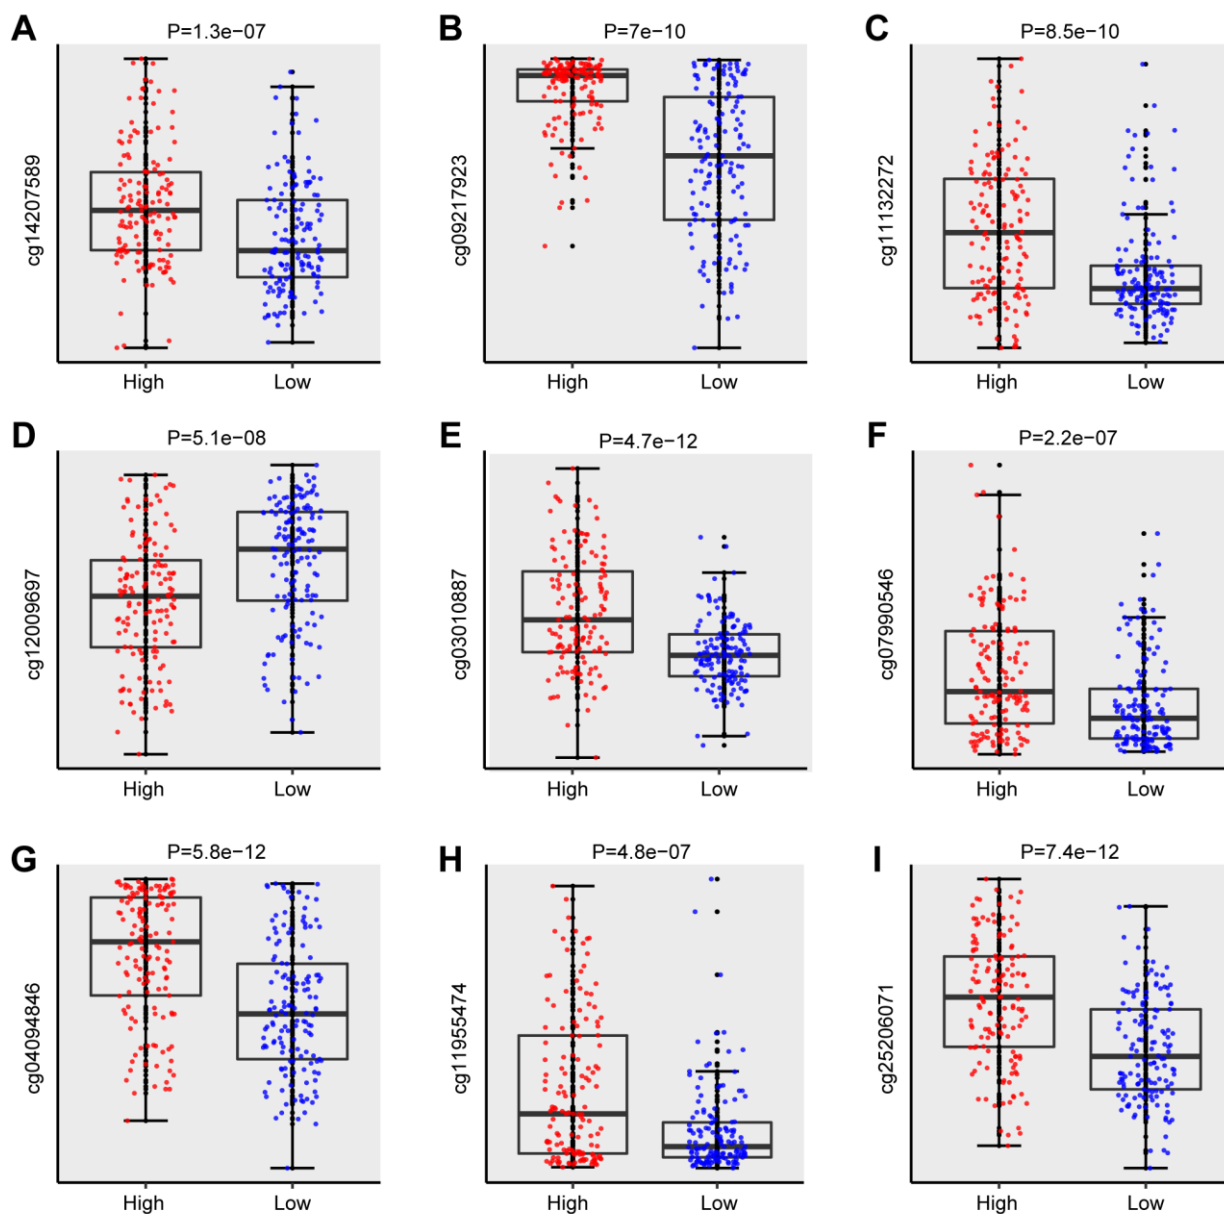 A
P=1.3e−07
cg14207589
High Low
B
P=7e−10
cg09217923
High Low
C
P=8.5e−10
cg11132272
High Low
D
P=5.1e−08
cg12009697
High Low
E
P=4.7e−12
cg03010887
High Low
F
P=2.2e−07
cg07990546
High Low
G
P=5.8e−12
cg04094846
High Low
H
P=4.8e−07
cg11955474
High Low
I
P=7.4e−12
cg25206071
High Low